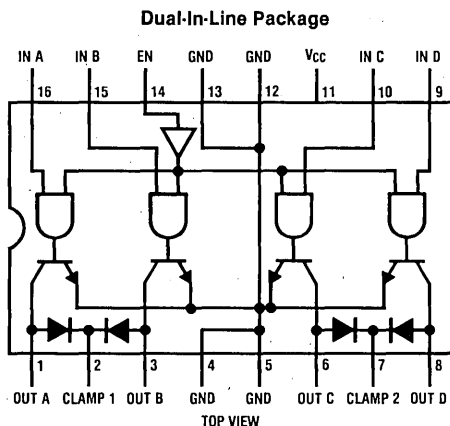 Dual-In-Line Package
IN A IN B EN GND GND VCC IN C IN D
16 15 14 13 12 11 10 9
1 2 3 4 5 6 7 8
OUT A CLAMP 1 OUT B GND GND OUT C CLAMP 2 OUT D
TOP VIEW